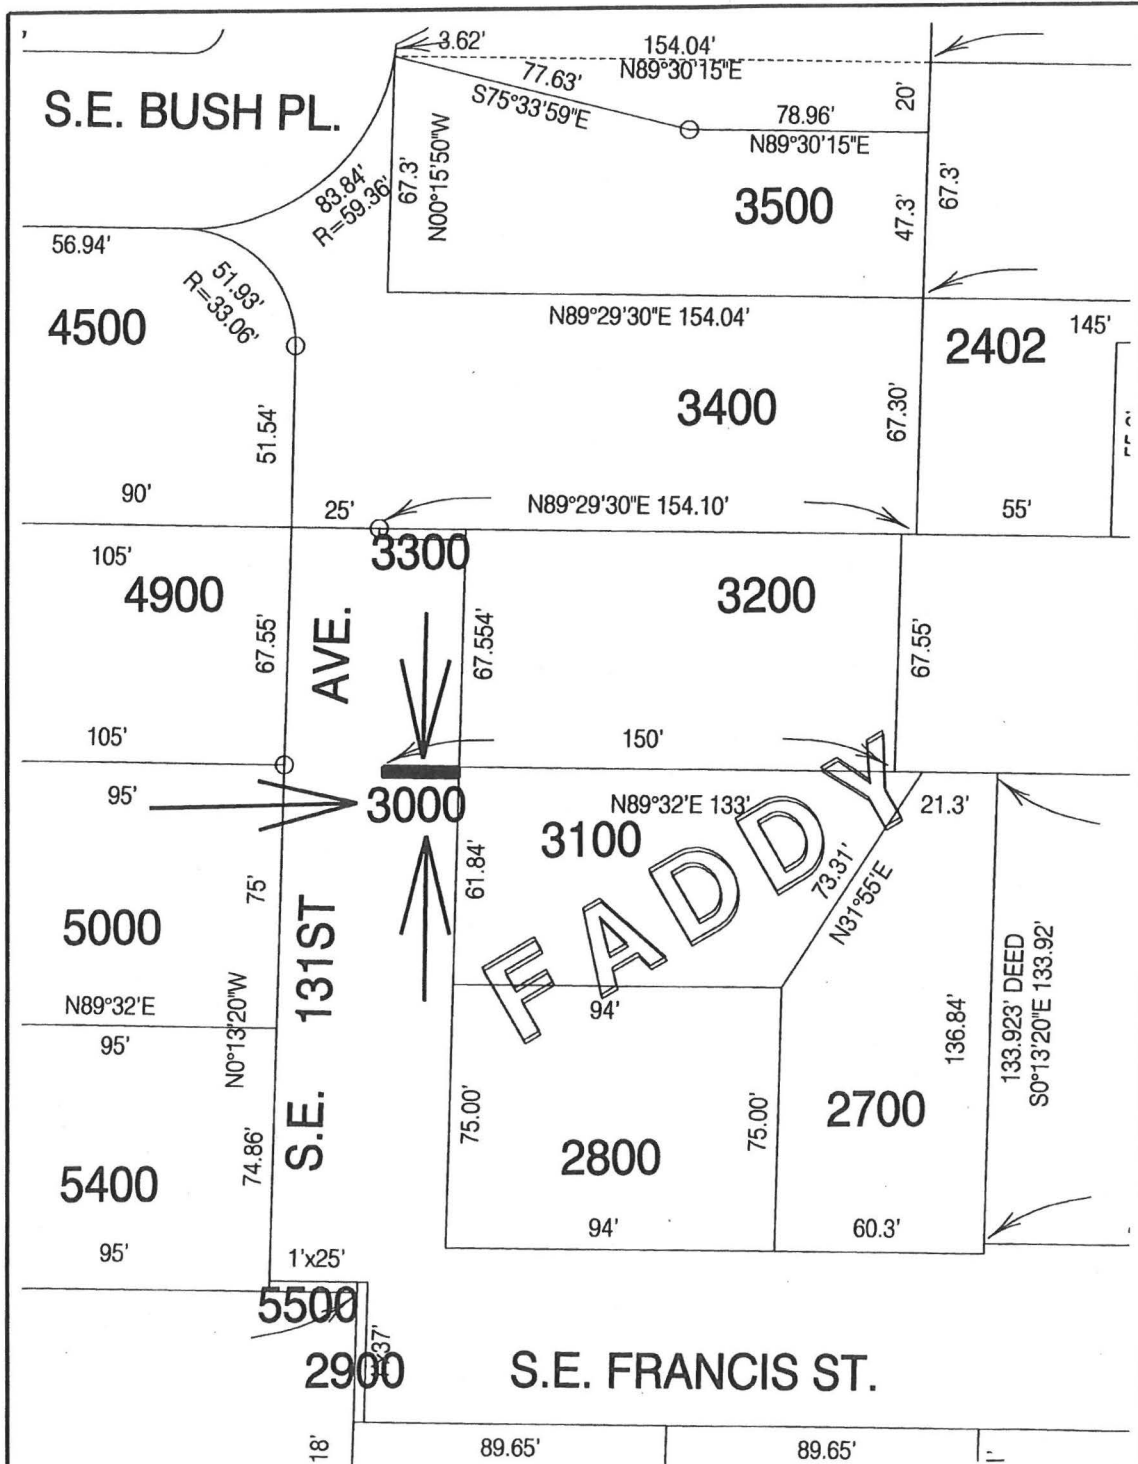 3.62'
154.04'
N89°30'15"E
77.63'
S75°33'59"E
20'
S.E. BUSH PL.
78.96'
N89°30'15"E
83.84'
R=59.36'
67.3'
N00°15'50"W
3500
47.3'
67.3'
56.94'
51.93'
R=33.06'
4500
N89°29'30"E 154.04'
2402
145'
3400
67.30'
51.54'
90'
25'
N89°29'30"E 154.10'
55'
3300
105'
4900
3200
67.55'
AVE.
67.554'
67.55'
105'
150'
95'
3000
N89°32'E 133'
21.3'
3100
FADDY
73.31'
N31°55'E
61.84'
75'
5000
S.E. 131ST
N89°32'E
N0°13'20"W
94'
136.84'
133.923' DEED
S0°13'20"E 133.92'
95'
75.00'
75.00'
2700
74.86'
2800
5400
95'
94'
60.3'
1'x25'
5500
2900
S.E. FRANCIS ST.
18'
89.65'
89.65'